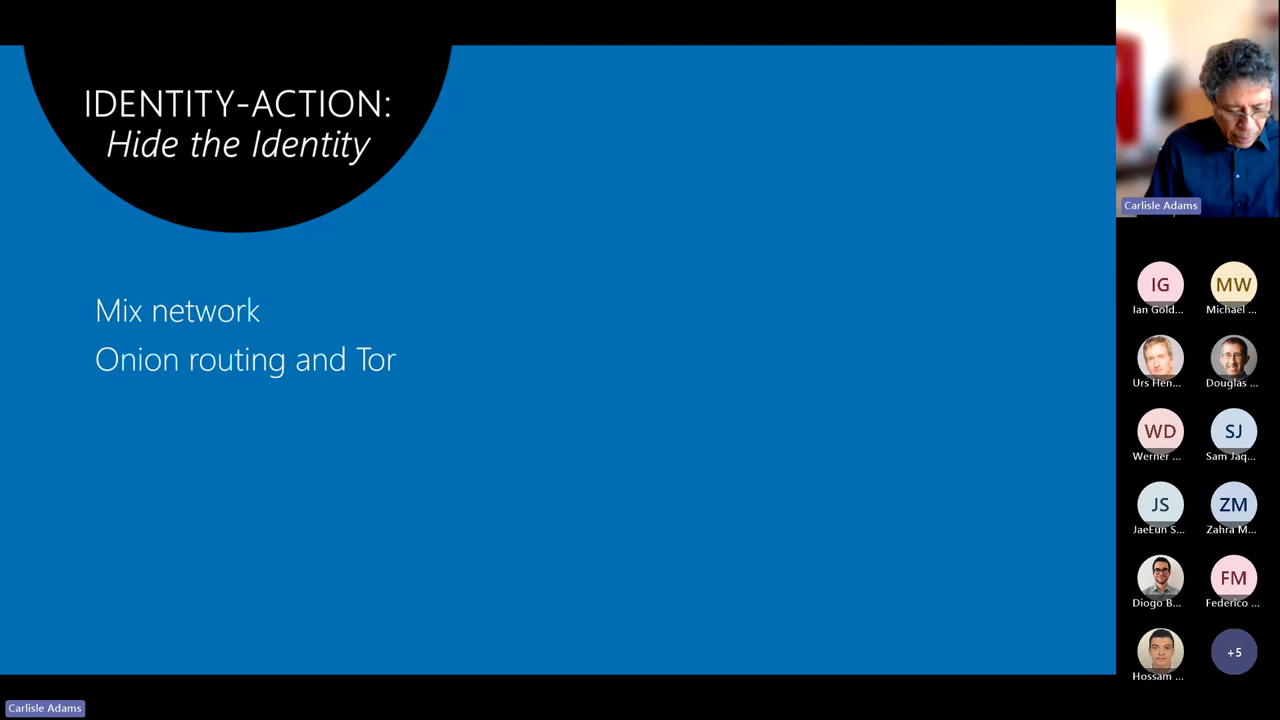 IDENTITY-ACTION:
Hide the Identity
Mix network
Onion routing and Tor
Carlisle Adams
IG
Ian Gold...
MW
Michael ...
Urs Hen...
Douglas ...
WD
Werner ...
SJ
Sam Jaq...
JS
JaeEun S...
ZM
Zahra M...
Diogo B...
FM
Federico ...
Hossam ...
+5
Carlisle Adams